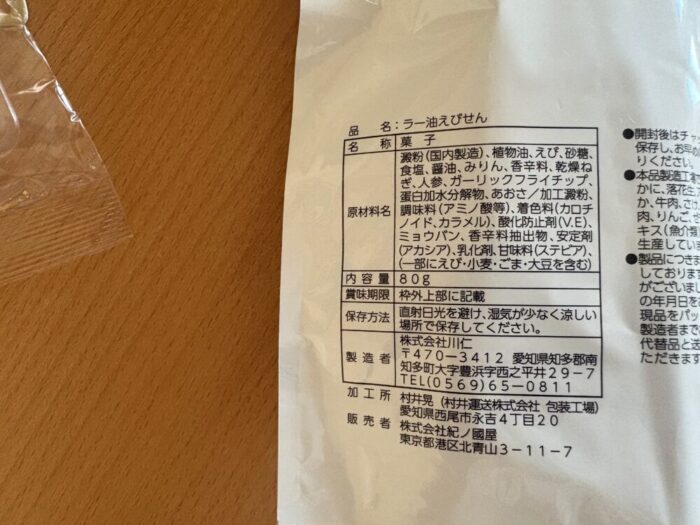 品　名：ラー油えびせん
名　称 菓 子
原材料名 澱粉(国内製造)、植物油、えび、砂糖、
食塩、醤油、みりん、香辛料、乾燥ね
ぎ、人参、ガーリックフライチップ、
蛋白加水分解物、あおさ／加工澱粉、
調味料(アミノ酸等)、着色料(カロチ
ノイド、カラメル)、酸化防止剤(V.E)、
ミョウバン、香辛料抽出物、安定剤
(アカシア)、乳化剤、甘味料(ステビア)、
(一部にえび・小麦・ごま・大豆を含む)
内 容 量 80g
賞味期限 枠外上部に記載
保存方法 直射日光を避け、湿気が少なく涼しい
場所で保存してください。
製 造 者 株式会社川仁
〒470-3412 愛知県知多郡南
知多町大字豊浜字西之平井29-7
TEL(0569)65-0811
加 工 所 村井晃 (村井運送株式会社 包装工場)
愛知県西尾市永吉4丁目20
販 売 者 株式会社紀ノ國屋
東京都港区北青山3-11-7
●開封後はチャ
保存し、お早
りください。
●本品製造工
かに、落花
か、牛肉、さけ
肉、りんご
キス(魚介類)
生産してい
●製品につきま
しております
がございまし
の年月日を
現品をパッ
製造者まで
代替品と送
ただきます